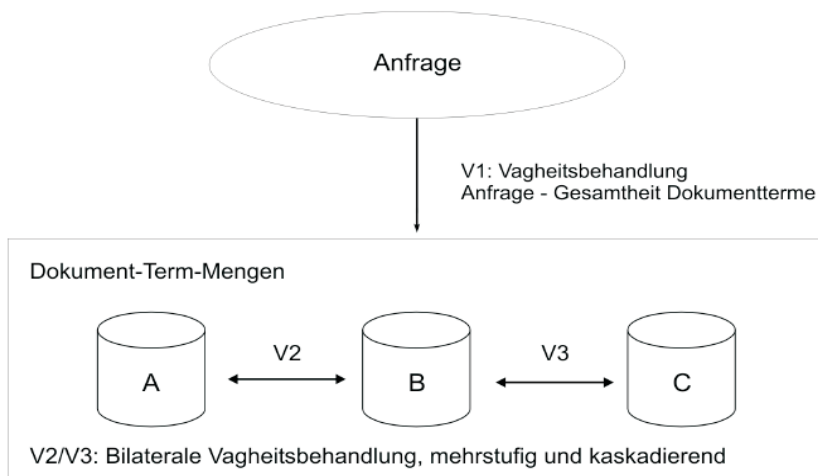 Anfrage
V1: Vagheitsbehandlung
Anfrage - Gesamtheit Dokumentterme
Dokument-Term-Mengen
V2
V3
A
B
C
V2/V3: Bilaterale Vagheitsbehandlung, mehrstufig und kaskadierend